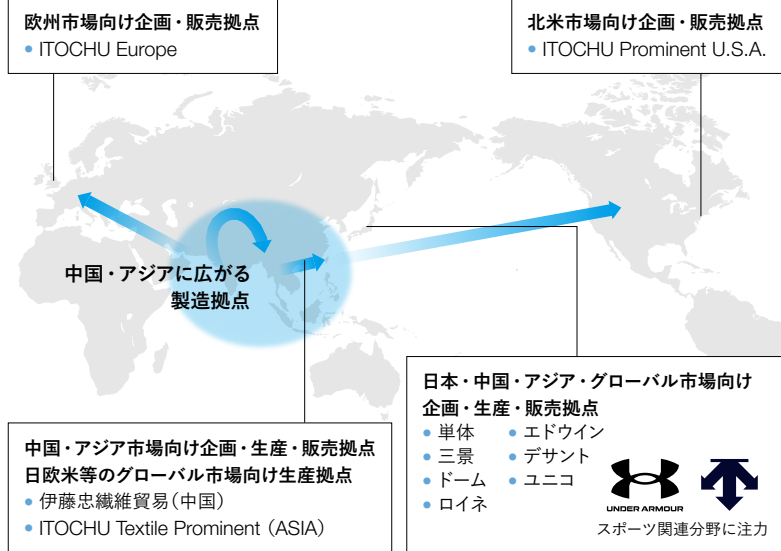 欧州市場向け企画・販売拠点
• ITOCHU Europe
北米市場向け企画・販売拠点
• ITOCHU Prominent U.S.A.
中国・アジアに広がる
製造拠点
中国・アジア市場向け企画・生産・販売拠点
日欧米等のグローバル市場向け生産拠点
• 伊藤忠繊維貿易（中国）
• ITOCHU Textile Prominent（ASIA）
日本・中国・アジア・グローバル市場向け
企画・生産・販売拠点
• 単体
• 三景
• ドーム
• ロイネ
• エドウイン
• デサント
• ユニコ
UNDER ARMOUR
スポーツ関連分野に注力